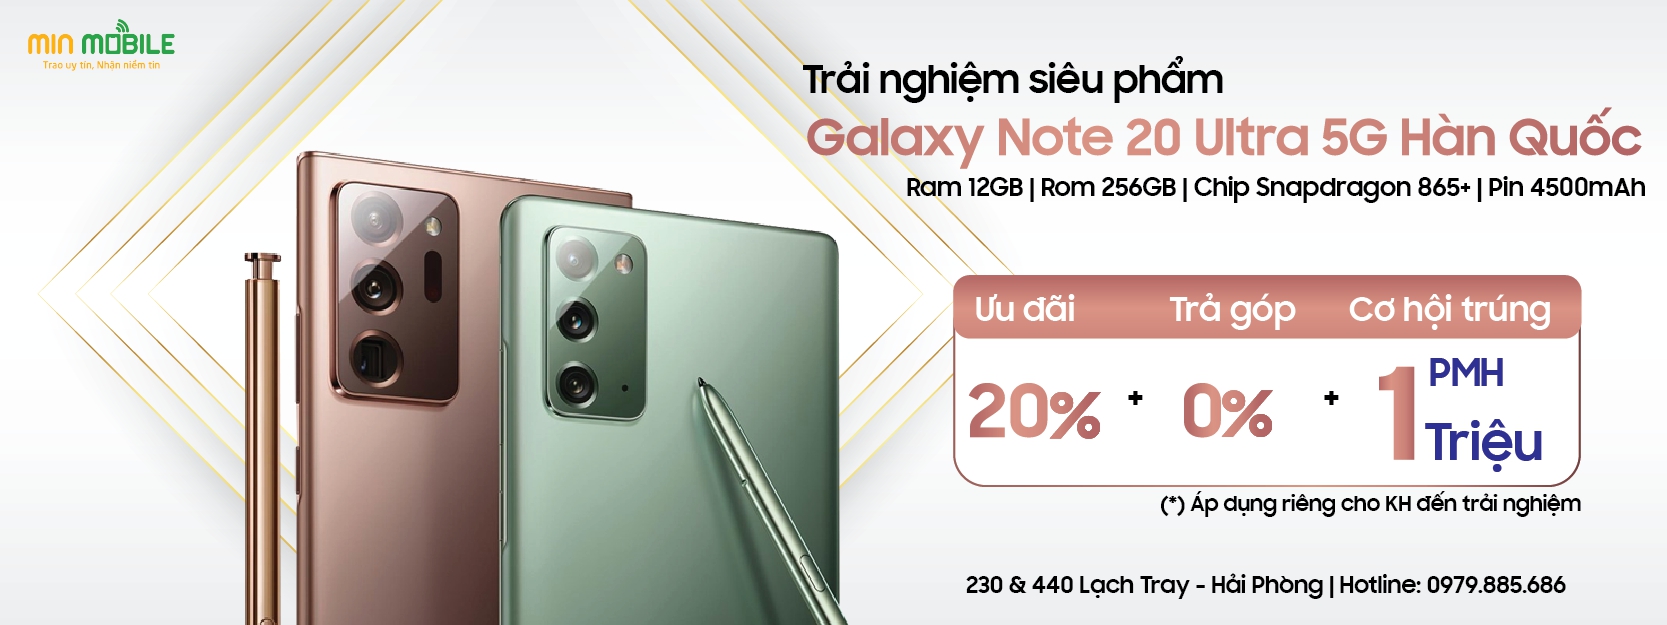 MIN MOBILE
Trao uy tín, Nhận niềm tin
Trải nghiệm siêu phẩm
Galaxy Note 20 Ultra 5G Hàn Quốc
Ram 12GB | Rom 256GB | Chip Snapdragon 865+ | Pin 4500mAh
Ưu đãi Trả góp Cơ hội trúng
20% + 0% + 1 PMH
Triệu
(*) Áp dụng riêng cho KH đến trải nghiệm
230 & 440 Lạch Tray - Hải Phòng | Hotline: 0979.885.686